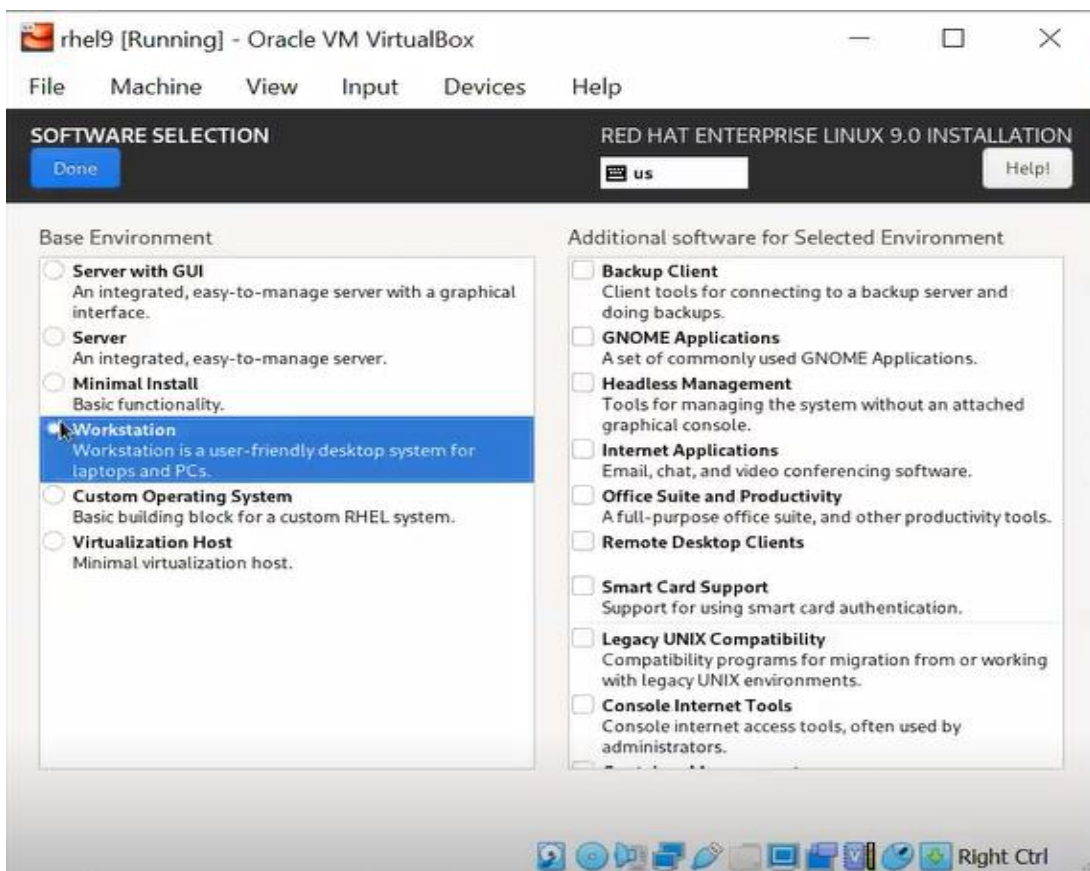 rhel9 [Running] - Oracle VM VirtualBox
File Machine View Input Devices Help
SOFTWARE SELECTION
Done
RED HAT ENTERPRISE LINUX 9.0 INSTALLATION
us
Help!
Base Environment
Server with GUI
An integrated, easy-to-manage server with a graphical
interface.
Server
An integrated, easy-to-manage server.
Minimal Install
Basic functionality.
Workstation
Workstation is a user-friendly desktop system for
laptops and PCs.
Custom Operating System
Basic building block for a custom RHEL system.
Virtualization Host
Minimal virtualization host.
Additional software for Selected Environment
Backup Client
Client tools for connecting to a backup server and
doing backups.
GNOME Applications
A set of commonly used GNOME Applications.
Headless Management
Tools for managing the system without an attached
graphical console.
Internet Applications
Email, chat, and video conferencing software.
Office Suite and Productivity
A full-purpose office suite, and other productivity tools.
Remote Desktop Clients
Smart Card Support
Support for using smart card authentication.
Legacy UNIX Compatibility
Compatibility programs for migration from or working
with legacy UNIX environments.
Console Internet Tools
Console internet access tools, often used by
administrators.
Right Ctrl